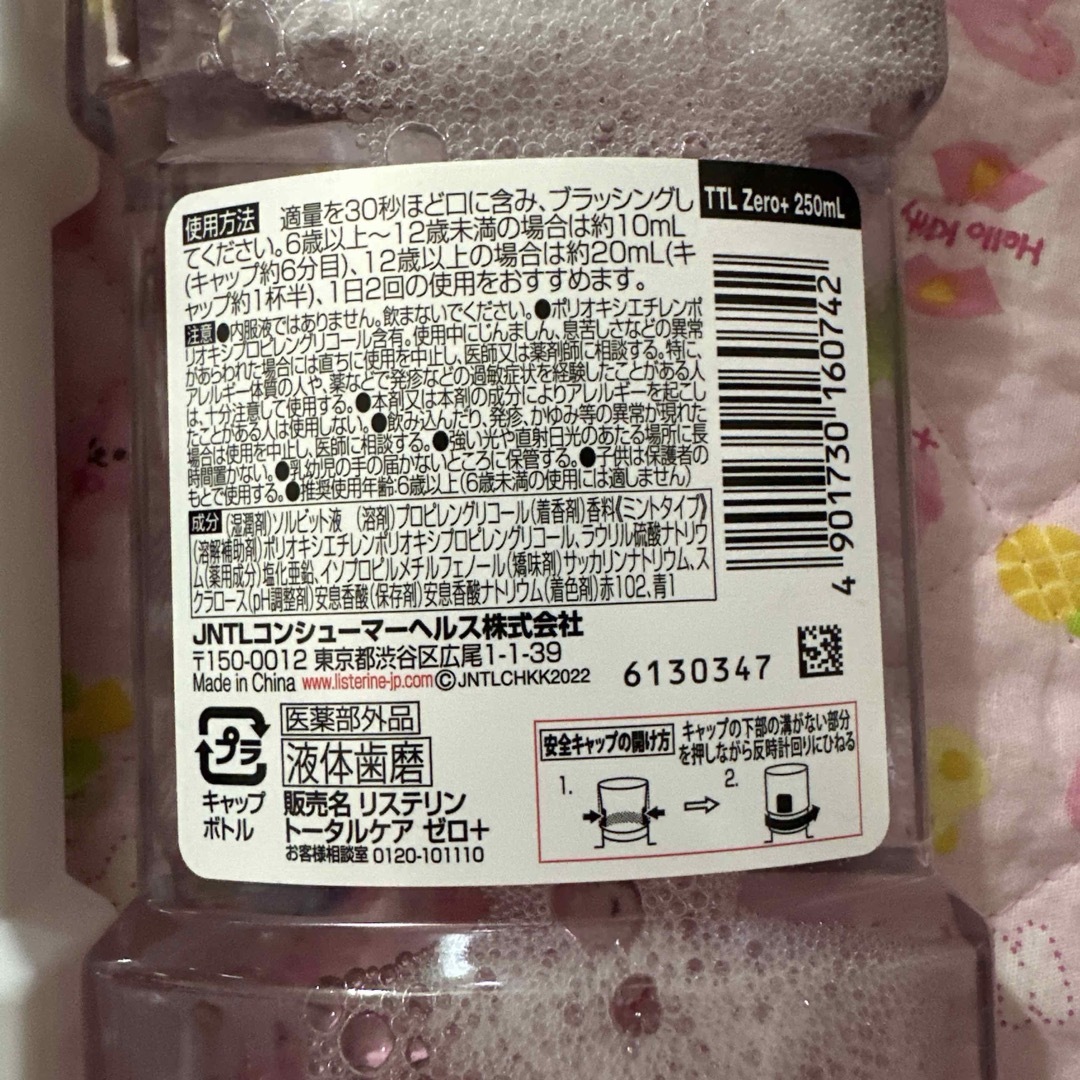 使用方法 適量を30秒ほど口に含み、ブラッシングし
てください。6歳以上～12歳未満の場合は約10mL
(キャップ約6分目)、12歳以上の場合は約20mL(キ
ャップ約1杯半)、1日2回の使用をおすすめます。
注意 ●内服液ではありません。飲まないでください。●ポリオキシエチレンポ
リオキシプロピレングリコール含有。使用中にじんましん、息苦しさなどの異常
があらわれた場合には直ちに使用を中止し、医師又は薬剤師に相談する。特に、
アレルギー体質の人や、薬などで発疹などの過敏症状を経験したことがある人
は、十分注意して使用する。●本剤又は本剤の成分によりアレルギーを起こし
たことがある人は使用しない。●飲み込んだり、発疹、かゆみ等の異常が現れた
場合は使用を中止し、医師に相談する。●強い光や直射日光のあたる場所に長
時間置かない。●乳幼児の手の届かないところに保管する。●子供は保護者の
もとで使用する。●推奨使用年齢:6歳以上(6歳未満の使用には適しません)
成分 (湿潤剤)ソルビット液 (溶剤)プロピレングリコール(着香剤)香料《ミントタイプ》
(溶解補助剤)ポリオキシエチレンポリオキシプロピレングリコール、ラウリル硫酸ナトリウ
ム(薬用成分)塩化亜鉛、イソプロピルメチルフェノール(矯味剤)サッカリンナトリウム、ス
クラロース(pH調整剤)安息香酸(保存剤)安息香酸ナトリウム(着色剤)赤102、青1
JNTLコンシューマーヘルス株式会社
〒150-0012 東京都渋谷区広尾1-1-39
Made in China www.listerine-jp.com ©JNTLCHKK2022
6130347
TTL Zero+ 250mL
4 901730 160742
プラ
キャップ
ボトル
医薬部外品
液体歯磨
販売名 リステリン
トータルケア ゼロ+
お客様相談室 0120-101110
安全キャップの開け方
キャップの下部の溝がない部分
を押しながら反時計回りにひねる
1.
2.
Hello Kitty